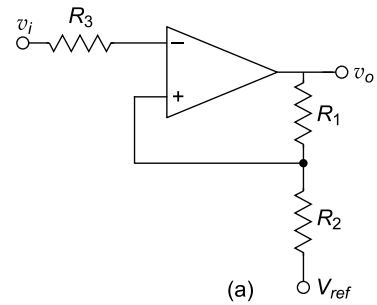 v_i R_3
−
+
v_o
R_1
R_2
(a) V_ref